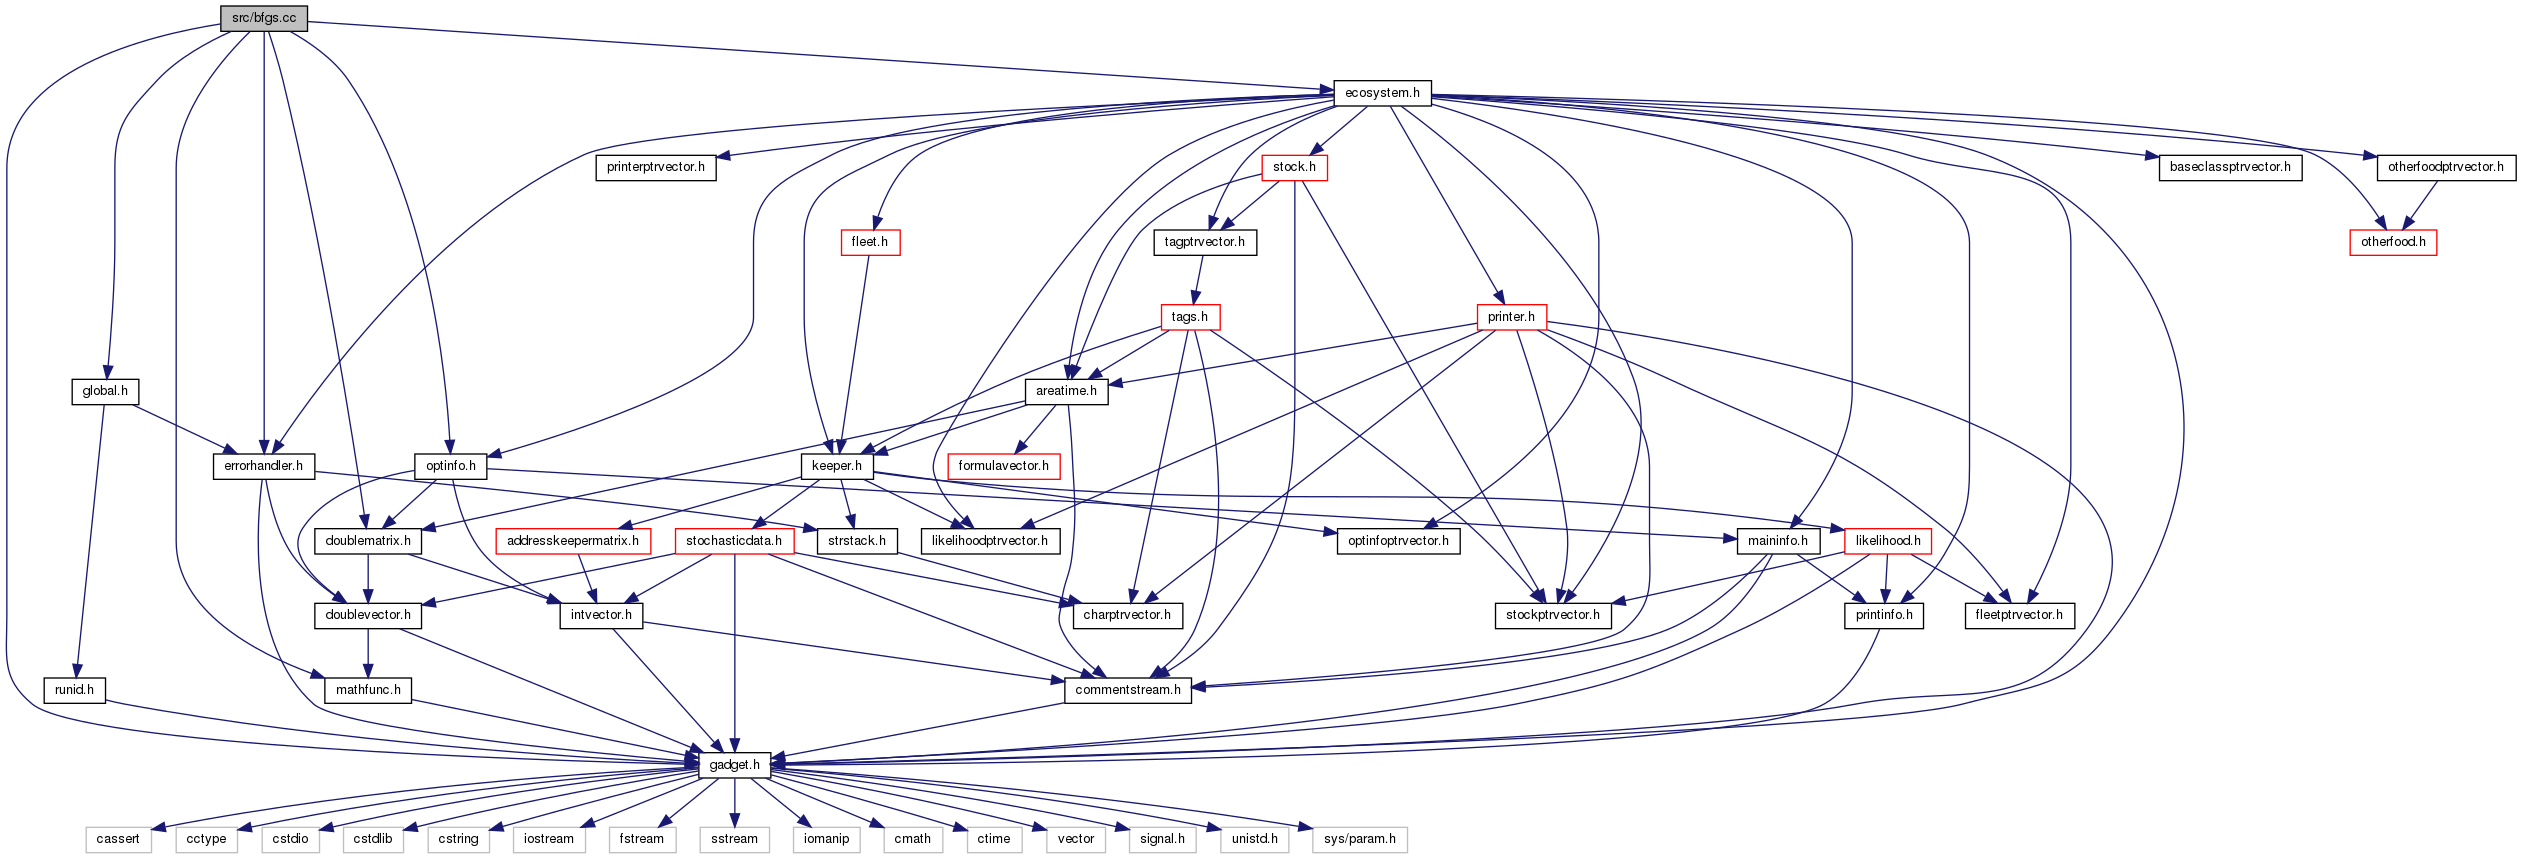 src/bfgs.cc
ecosystem.h
printerptrvector.h
stock.h
baseclassptrvector.h
otherfoodptrvector.h
fleet.h
tagptrvector.h
otherfood.h
tags.h
printer.h
global.h
areatime.h
errorhandler.h
optinfo.h
keeper.h
formulavector.h
doublematrix.h
addresskeepermatrix.h
stochasticdata.h
strstack.h
likelihoodptrvector.h
optinfoptrvector.h
maininfo.h
likelihood.h
doublevector.h
intvector.h
charptrvector.h
stockptrvector.h
printinfo.h
fleetptrvector.h
runid.h
mathfunc.h
commentstream.h
gadget.h
cassert
cctype
cstdio
cstdlib
cstring
iostream
fstream
sstream
iomanip
cmath
ctime
vector
signal.h
unistd.h
sys/param.h